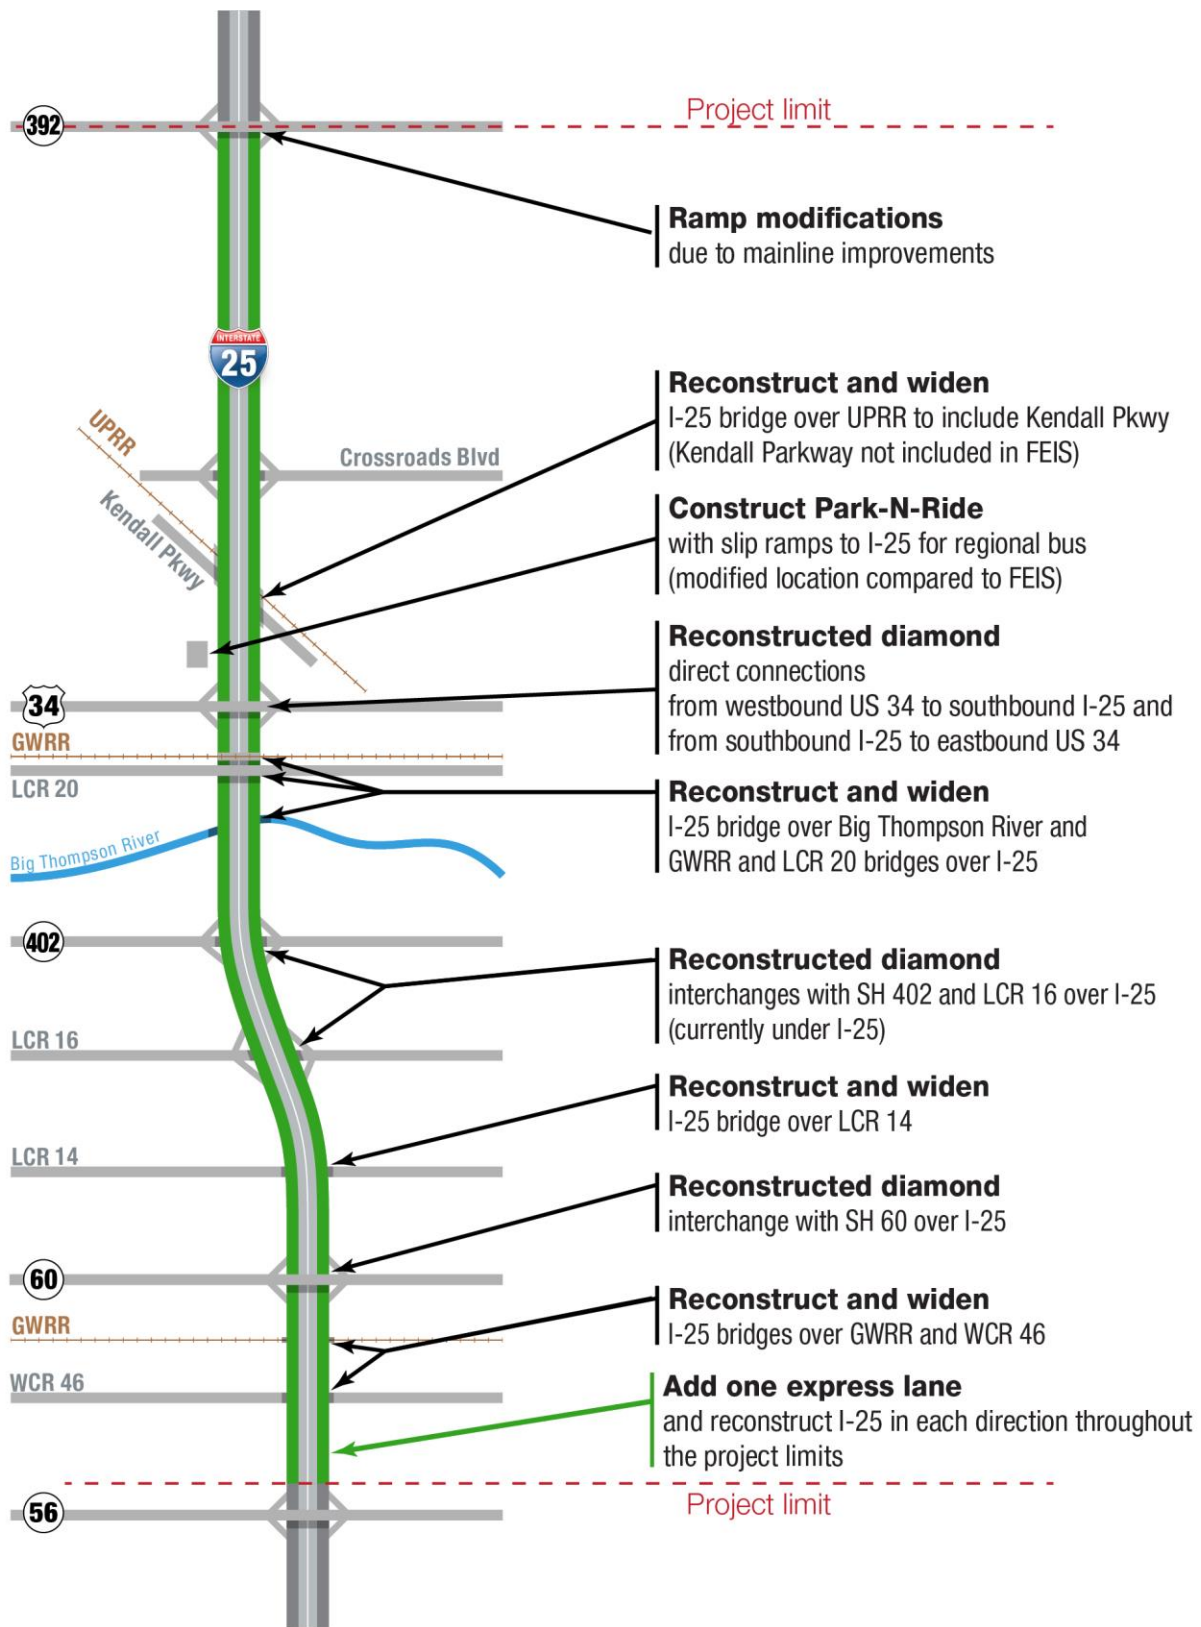 Project limit
392
Ramp modifications
due to mainline improvements
INTERSTATE
25
Reconstruct and widen
I-25 bridge over UPRR to include Kendall Pkwy
(Kendall Parkway not included in FEIS)
UPRR
Crossroads Blvd
Kendall Pkwy
Construct Park-N-Ride
with slip ramps to I-25 for regional bus
(modified location compared to FEIS)
Reconstructed diamond
direct connections
from westbound US 34 to southbound I-25 and
from southbound I-25 to eastbound US 34
34
GWRR
LCR 20
Reconstruct and widen
I-25 bridge over Big Thompson River and
GWRR and LCR 20 bridges over I-25
Big Thompson River
402
Reconstructed diamond
interchanges with SH 402 and LCR 16 over I-25
(currently under I-25)
LCR 16
Reconstruct and widen
I-25 bridge over LCR 14
LCR 14
Reconstructed diamond
interchange with SH 60 over I-25
60
GWRR
Reconstruct and widen
I-25 bridges over GWRR and WCR 46
WCR 46
Add one express lane
and reconstruct I-25 in each direction throughout
the project limits
Project limit
56